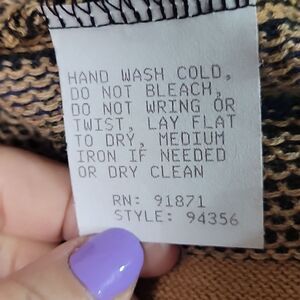 HAND WASH COLD,
DO NOT BLEACH,
DO NOT WRING OR
TWIST, LAY FLAT
TO DRY, MEDIUM
IRON IF NEEDED
OR DRY CLEAN
RN: 91871
STYLE: 94356